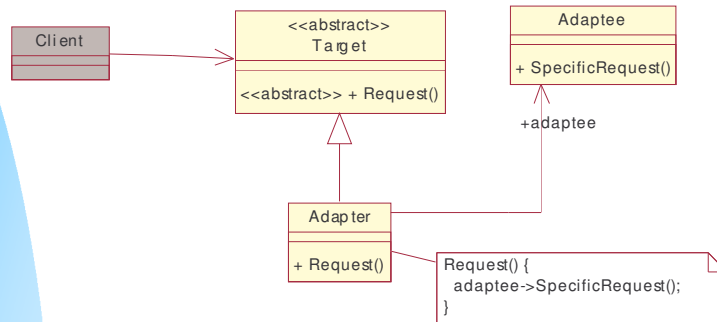 Client
<<abstract>>
Target
<<abstract>> + Request()
Adaptee
+ SpecificRequest()
+adaptee
Adapter
+ Request()
Request() {
adaptee->SpecificRequest();
}